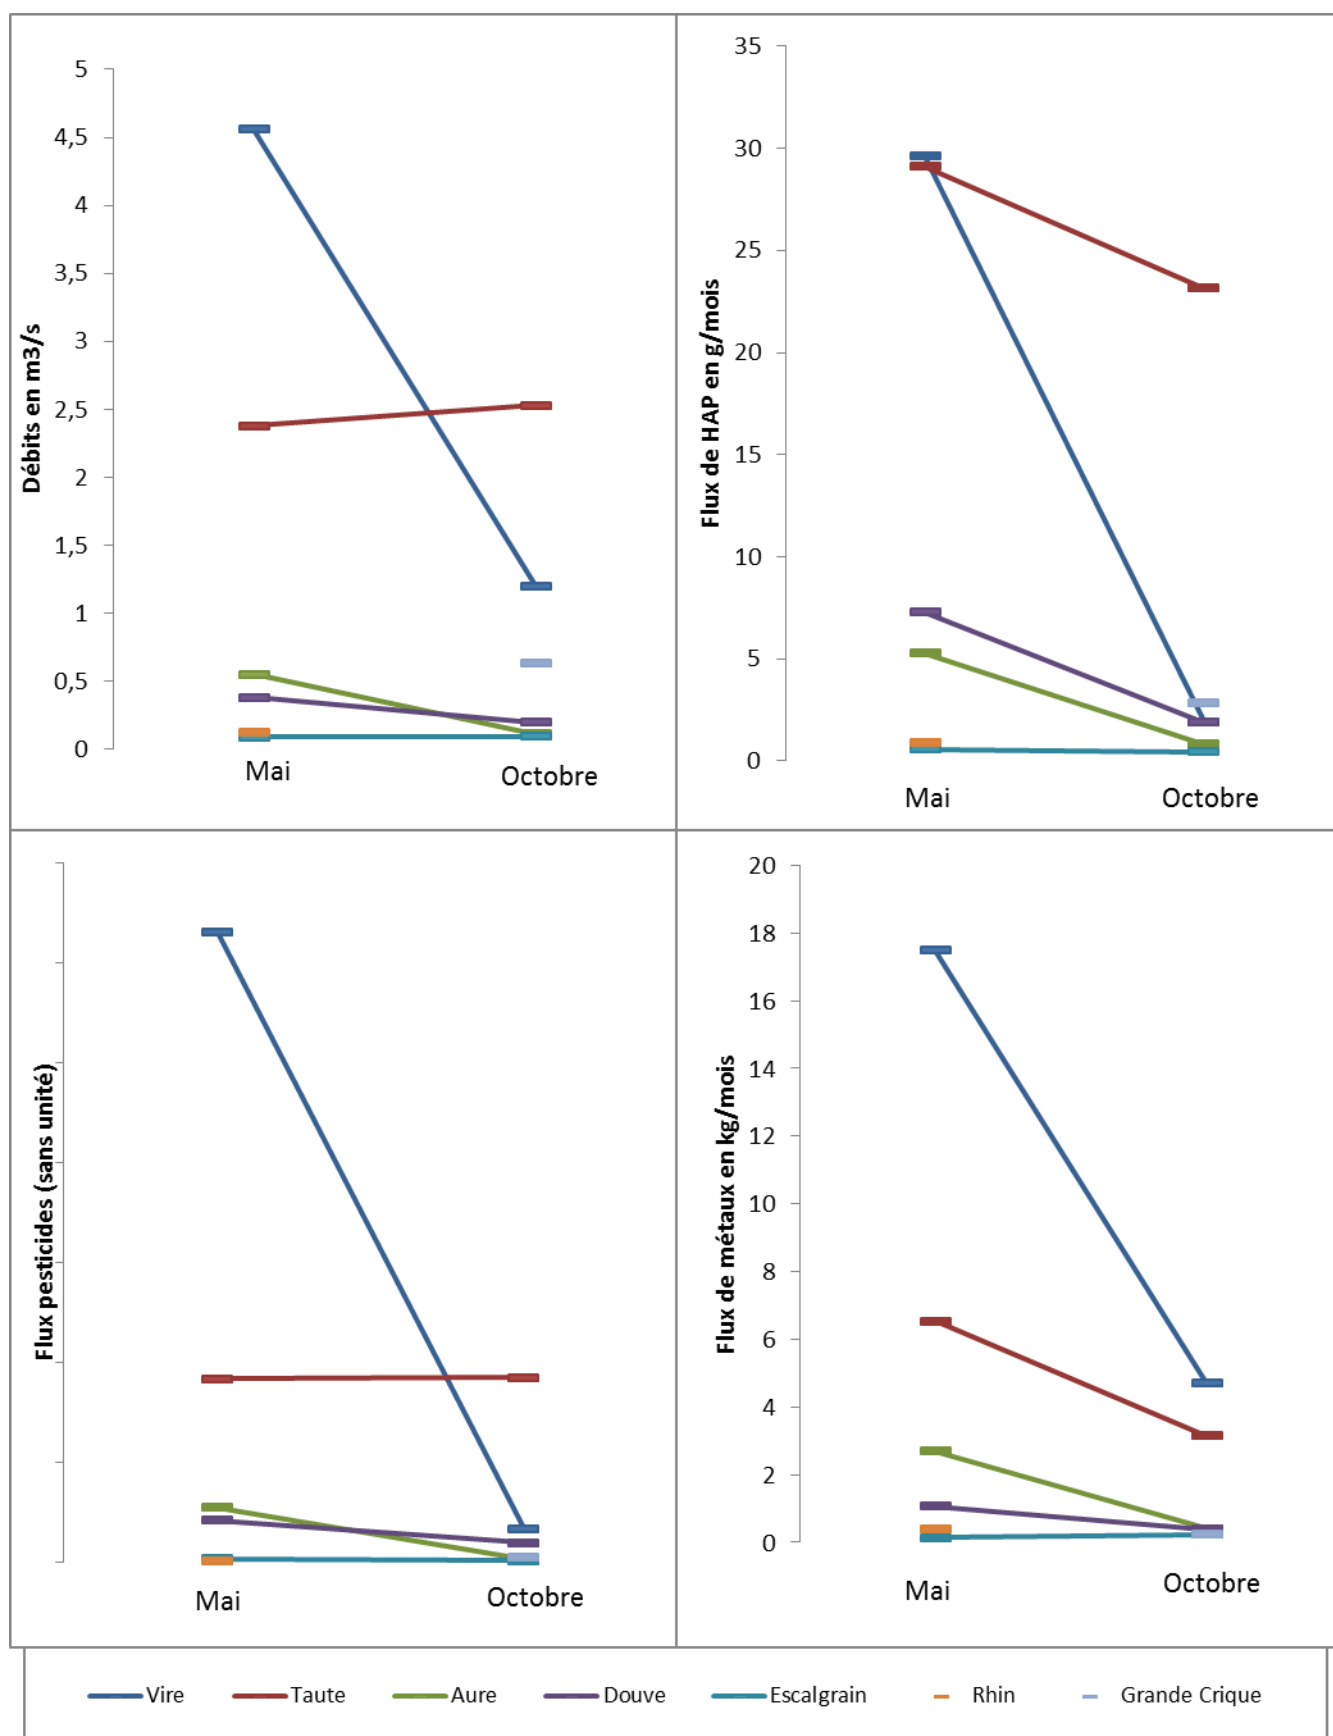 Débits en m3/s
5
4,5
4
3,5
3
2,5
2
1,5
1
0,5
0
Mai
Octobre
Flux de HAP en g/mois
35
30
25
20
15
10
5
0
Mai
Octobre
Flux pesticides (sans unité)
Mai
Octobre
Flux de métaux en kg/mois
20
18
16
14
12
10
8
6
4
2
0
Mai
Octobre
Vire Taute Aure Douve Escalgrain Rhin Grande Crique